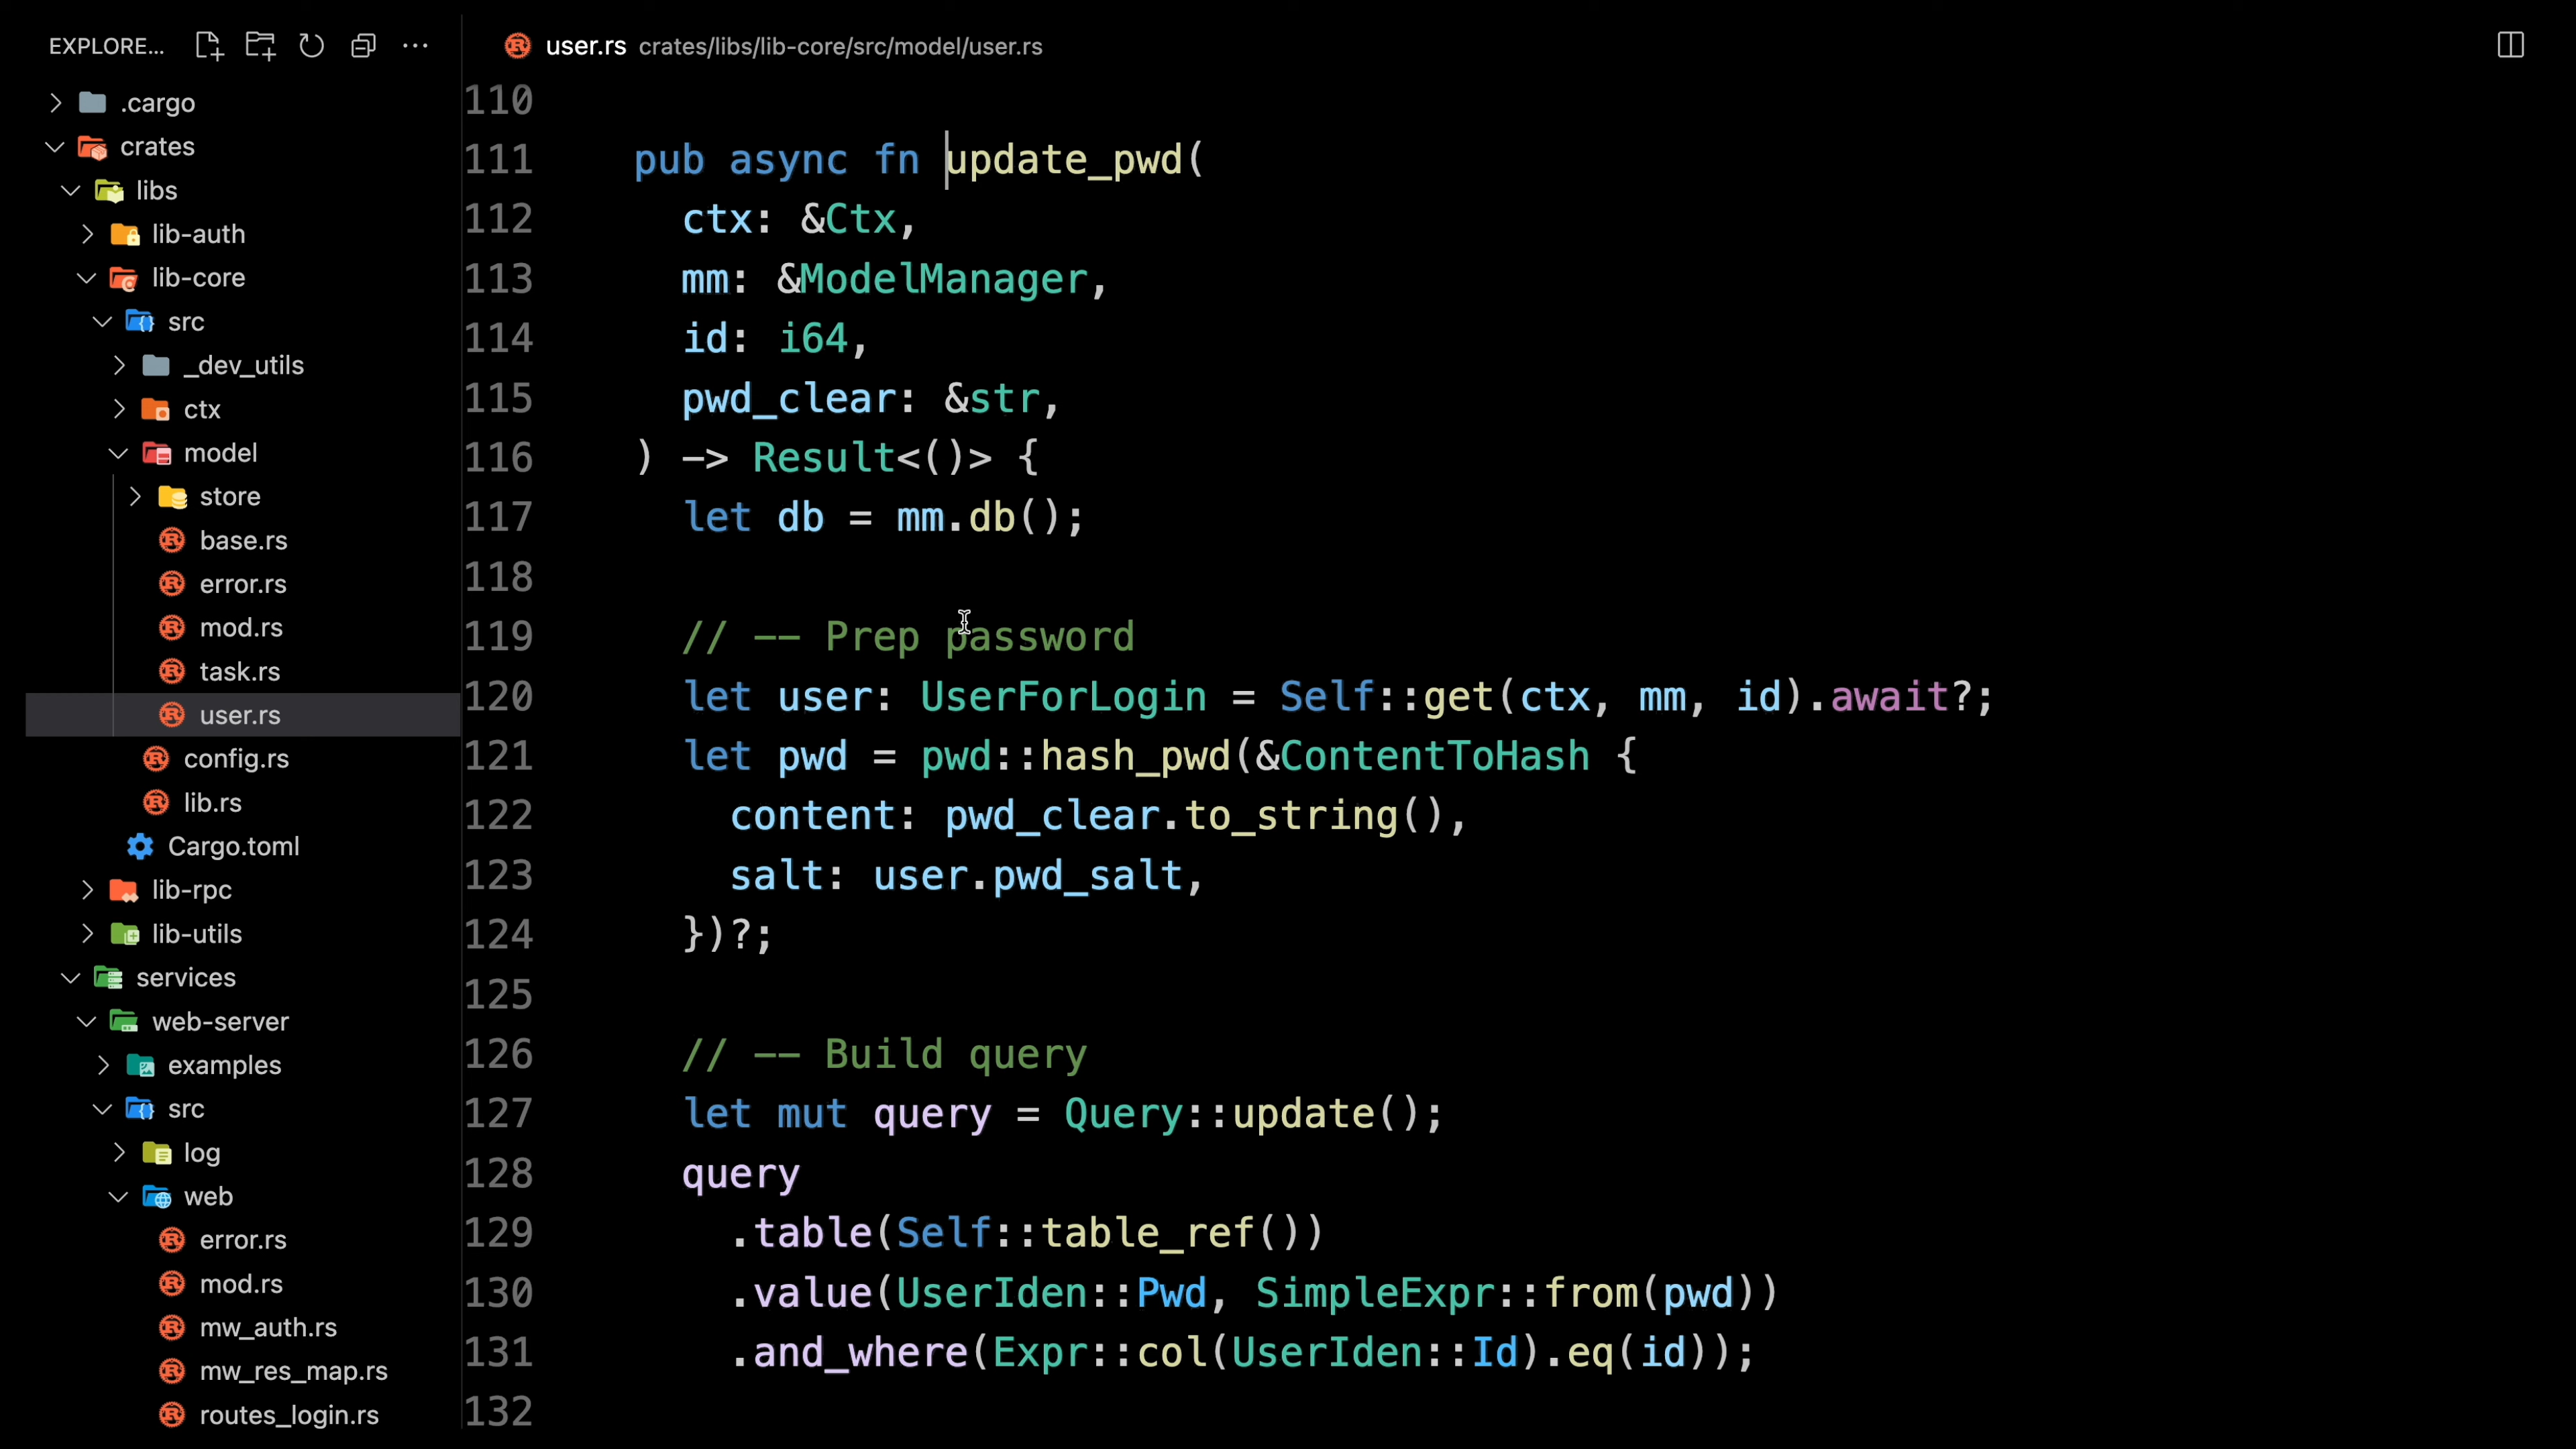 EXPLORE...
.cargo
crates
libs
lib-auth
lib-core
src
_dev_utils
ctx
model
store
base.rs
error.rs
mod.rs
task.rs
user.rs
config.rs
lib.rs
Cargo.toml
lib-rpc
lib-utils
services
web-server
examples
src
log
web
error.rs
mod.rs
mw_auth.rs
mw_res_map.rs
routes_login.rs
user.rs crates/libs/lib-core/src/model/user.rs
110
111 pub async fn update_pwd(
112 ctx: &Ctx,
113 mm: &ModelManager,
114 id: i64,
115 pwd_clear: &str,
116 ) -> Result<()> {
117 let db = mm.db();
118
119 // -- Prep password
120 let user: UserForLogin = Self::get(ctx, mm, id).await?;
121 let pwd = pwd::hash_pwd(&ContentToHash {
122 content: pwd_clear.to_string(),
123 salt: user.pwd_salt,
124 })?;
125
126 // -- Build query
127 let mut query = Query::update();
128 query
129 .table(Self::table_ref())
130 .value(UserIden::Pwd, SimpleExpr::from(pwd))
131 .and_where(Expr::col(UserIden::Id).eq(id));
132